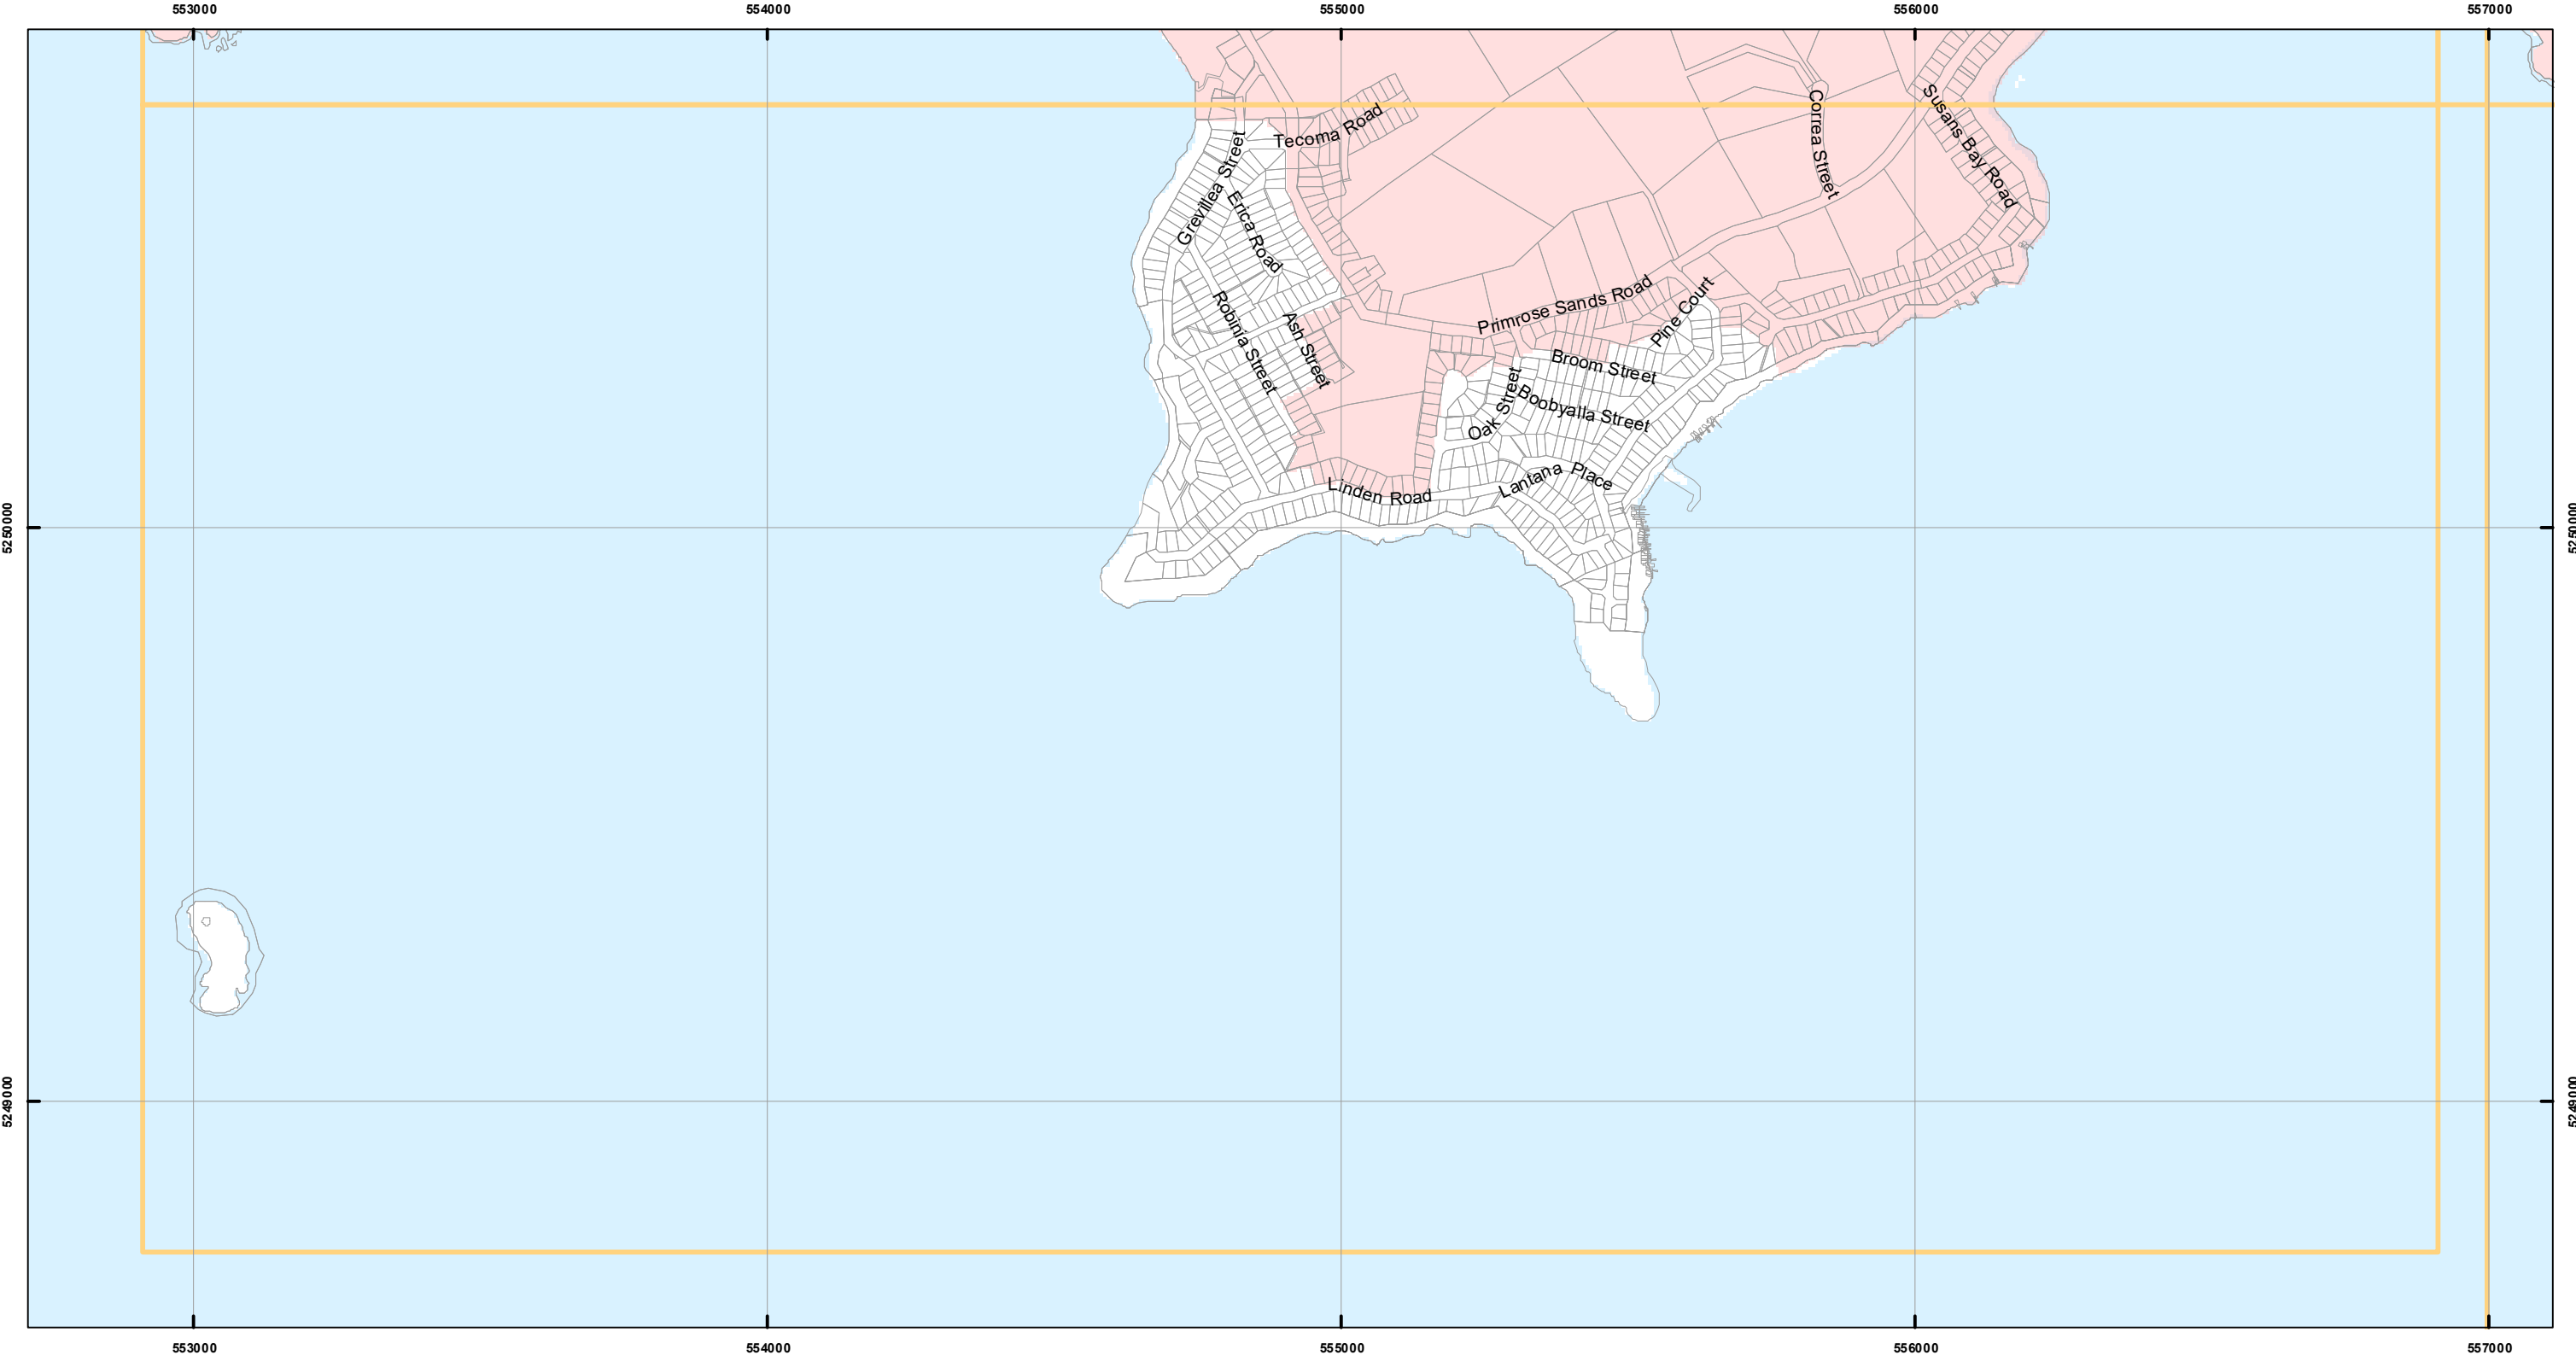 553000 554000 555000 556000 557000
Tecoma Road
Correa Street
Susans Bay Road
Grevillea Street
Erica Road
Primrose Sands Road
Pine Court
Robinia Street
Ash Street
Broom Street
Boobyalla Street
Oak Street
Lantana Place
Linden Road
5250000 5250000
5249000 5249000
553000 554000 555000 556000 557000